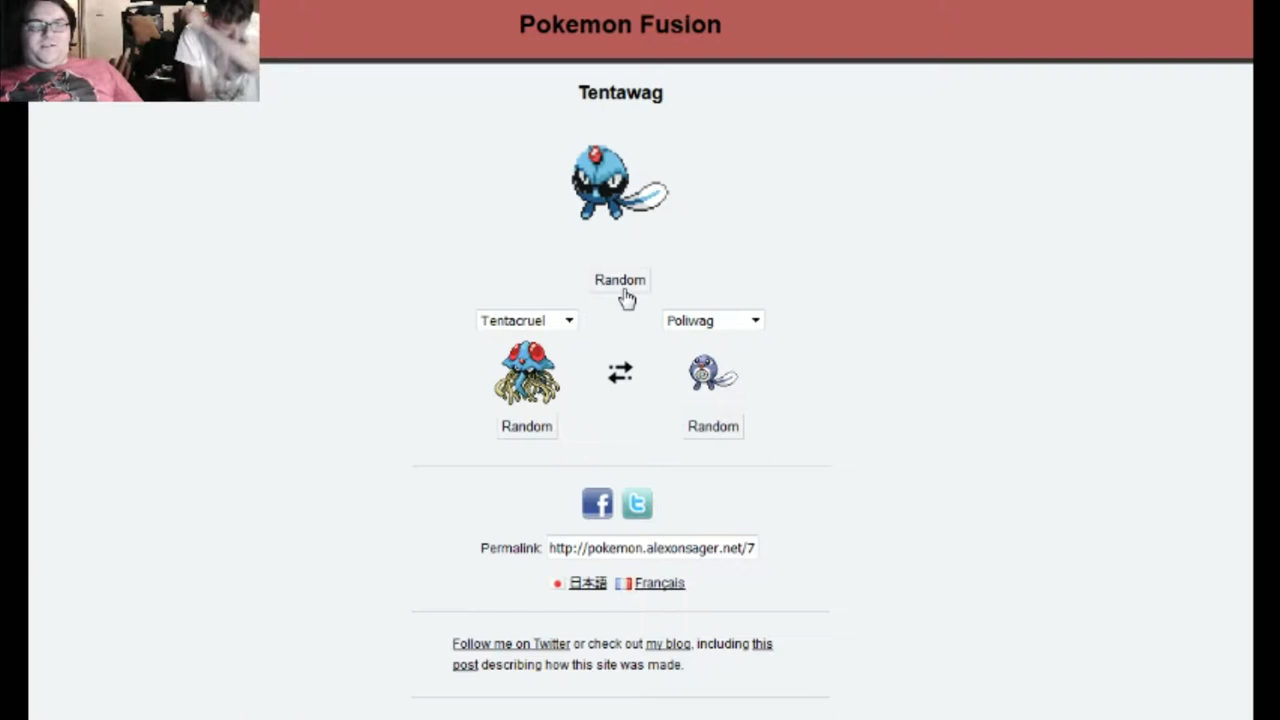 Pokemon Fusion
Tentawag
Random
Tentacruel
Poliwag
Random
Random
f t
Permalink: http://pokemon.alexonsager.net/7
日本語 Français
Follow me on Twitter or check out my blog, including this
post describing how this site was made.